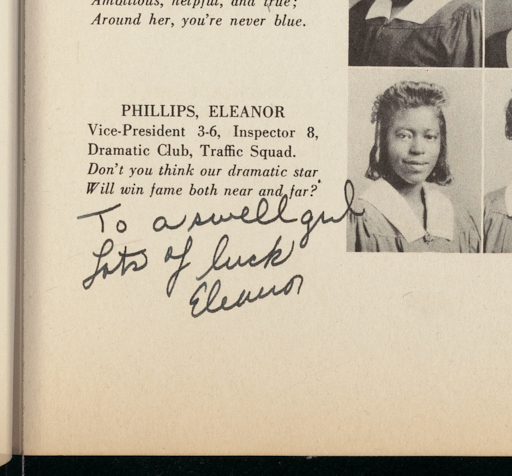 Ambitious, helpful, and true;
Around her, you're never blue.
PHILLIPS, ELEANOR
Vice-President 3-6, Inspector 8,
Dramatic Club, Traffic Squad.
Don't you think our dramatic star
Will win fame both near and far?
To a swell girl
Lots of luck
Eleanor